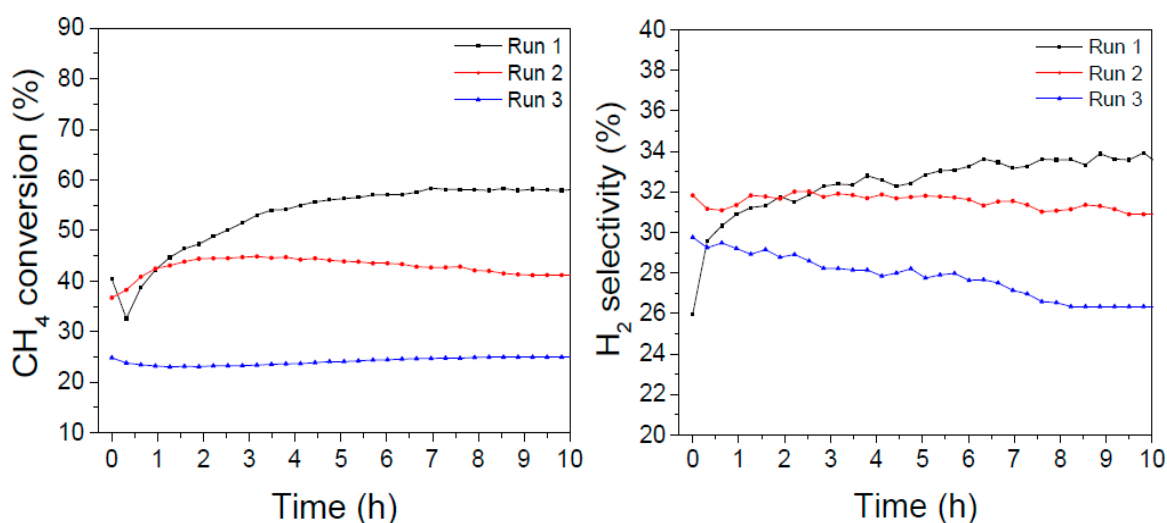 CH4 conversion (%)
90
80
70
60
50
40
30
20
10
Run 1
Run 2
Run 3
0 1 2 3 4 5 6 7 8 9 10
Time (h)
H2 selectivity (%)
40
38
36
34
32
30
28
26
24
22
20
Run 1
Run 2
Run 3
0 1 2 3 4 5 6 7 8 9 10
Time (h)